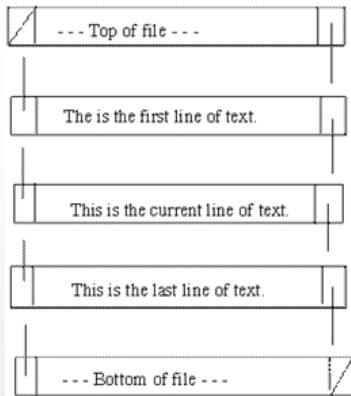 --- Top of file ---
The is the first line of text.
This is the current line of text.
This is the last line of text.
--- Bottom of file ---